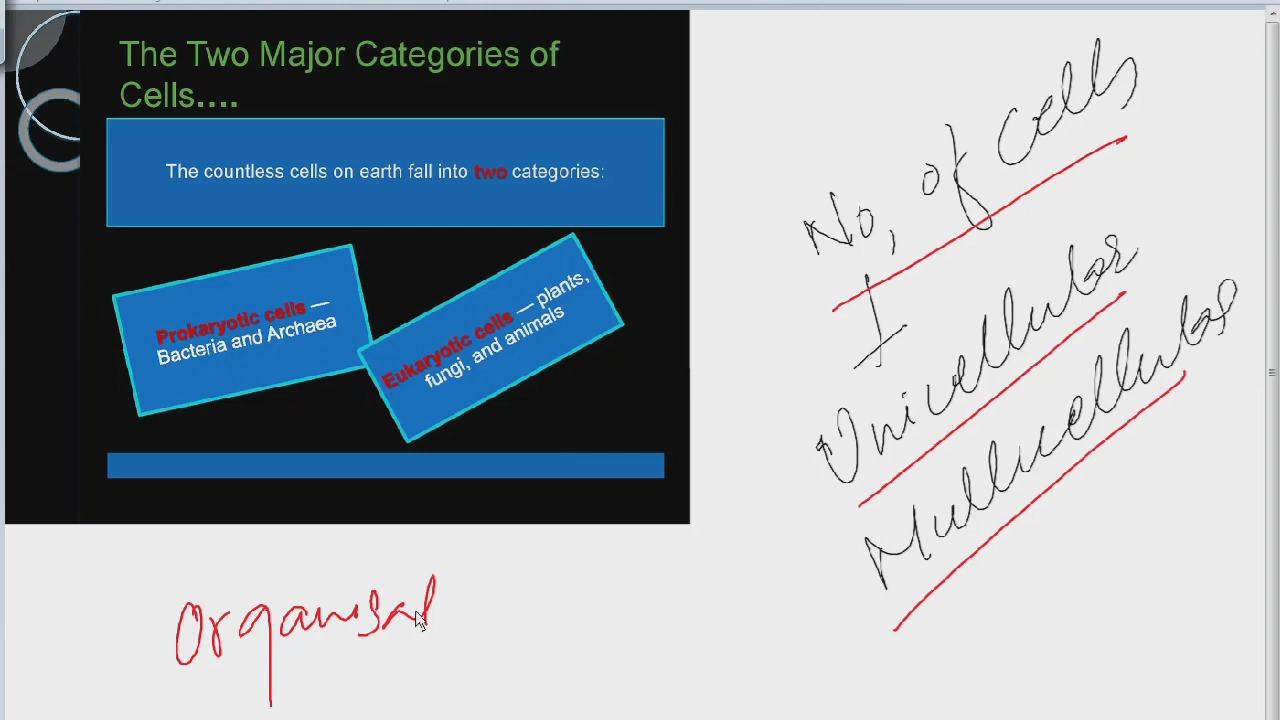 The Two Major Categories of
Cells....
The countless cells on earth fall into two categories:
Prokaryotic cells —
Bacteria and Archaea
Eukaryotic cells — plants,
fungi, and animals
No, of Cells
I
Unicellular
Mullucellular
Organisat